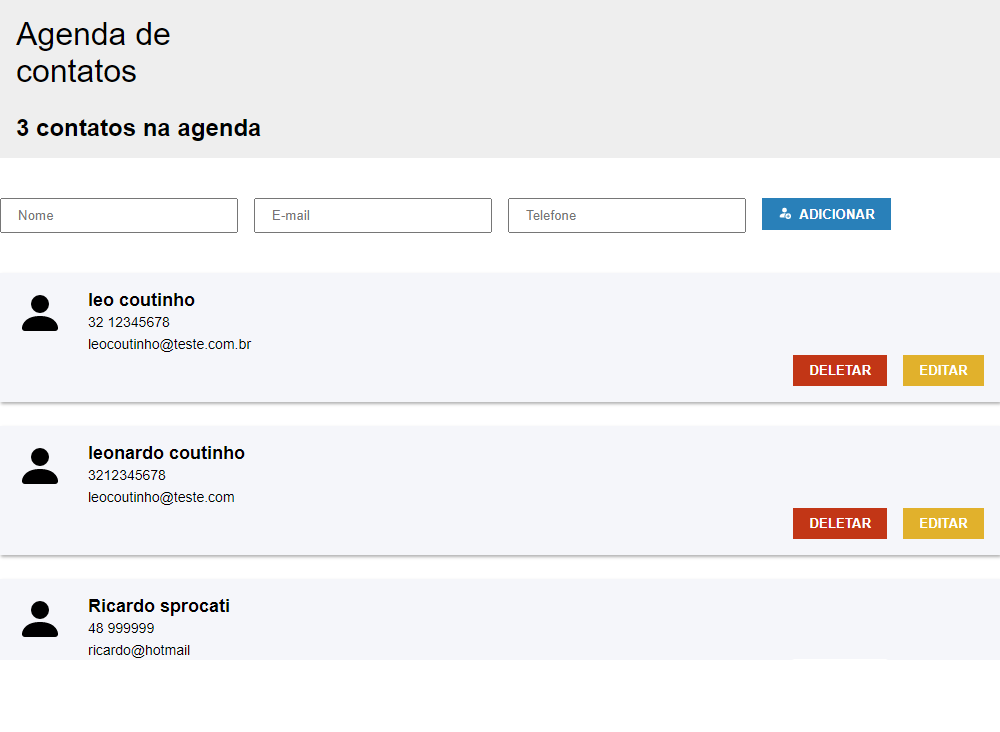 Agenda de
contatos
3 contatos na agenda
Nome E-mail Telefone ADICIONAR
leo coutinho
32 12345678
leocoutinho@teste.com.br
DELETAR EDITAR
leonardo coutinho
3212345678
leocoutinho@teste.com
DELETAR EDITAR
Ricardo sprocati
48 999999
ricardo@hotmail